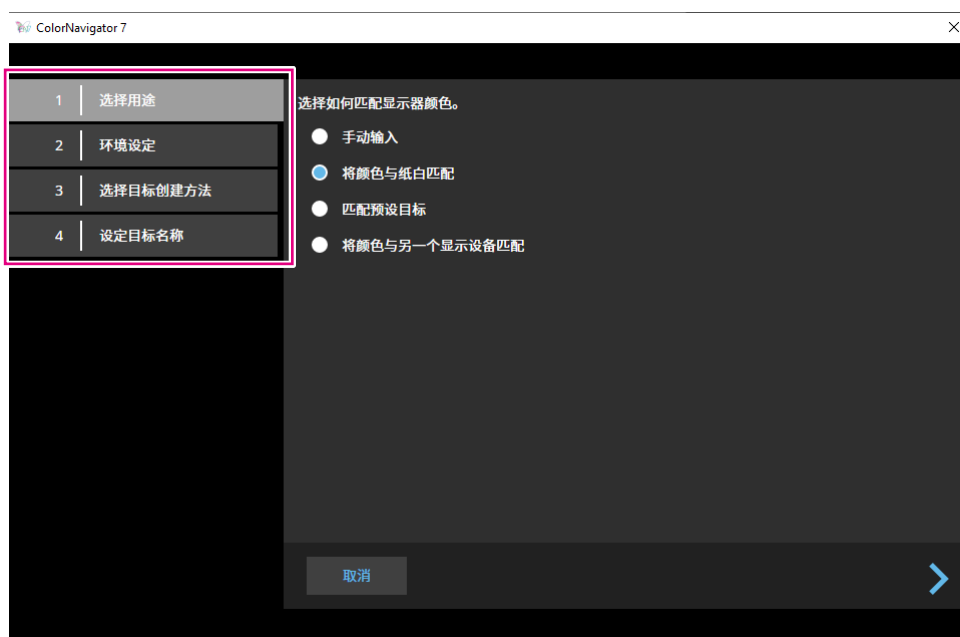 ColorNavigator 7
1 选择用途
2 环境设定
3 选择目标创建方法
4 设定目标名称
选择如何匹配显示器颜色。
手动输入
将颜色与纸白匹配
匹配预设目标
将颜色与另一个显示设备匹配
取消